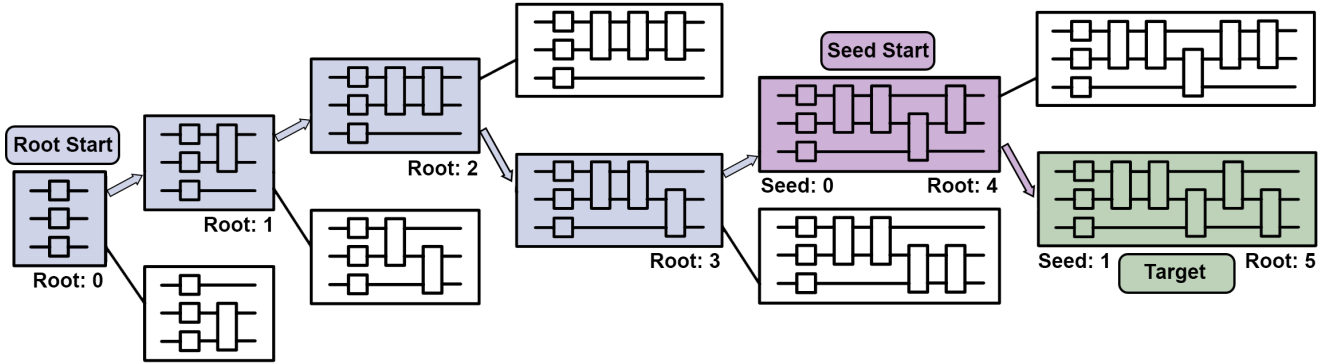 Root Start
Root: 0
Root: 1
Root: 2
Root: 3
Seed Start
Seed: 0
Root: 4
Seed: 1
Target
Root: 5